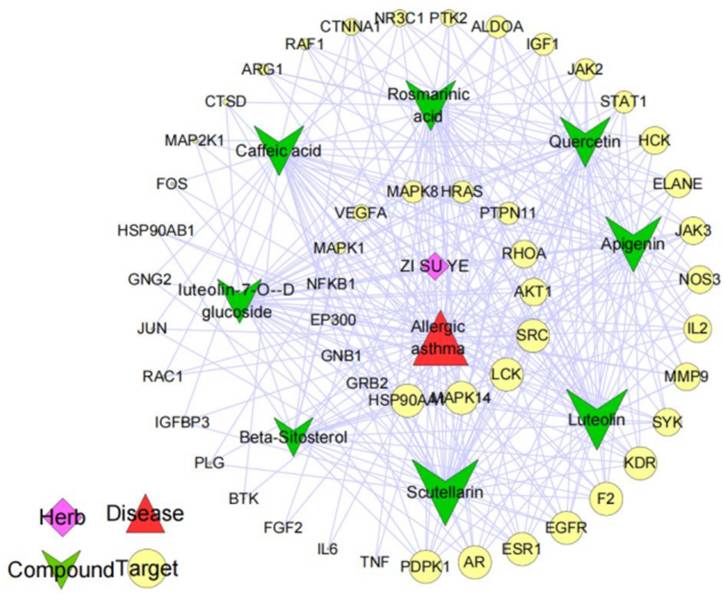 NR3C1
PTK2
CTNNA1
ALDOA
RAF1
IGF1
ARG1
JAK2
CTSD
Rosmarinic
acid
STAT1
MAP2K1
Caffeic acid
Quercetin
HCK
FOS
MAPK8
HRAS
ELANE
VEGFA
PTPN11
HSP90AB1
MAPK1
RHOA
Apigenin
JAK3
ZI SU YE
GNG2
luteolin-7-O--D
glucoside
NFKB1
AKT1
NOS3
JUN
EP300
Allergic
asthma
SRC
IL2
RAC1
GNB1
LCK
MMP9
GRB2
HSP90AA1
MAPK14
IGFBP3
Beta-Sitosterol
Luteolin
SYK
PLG
KDR
BTK
Scutellarin
F2
FGF2
EGFR
IL6
ESR1
TNF
PDPK1
AR
Herb
Disease
Compound
Target